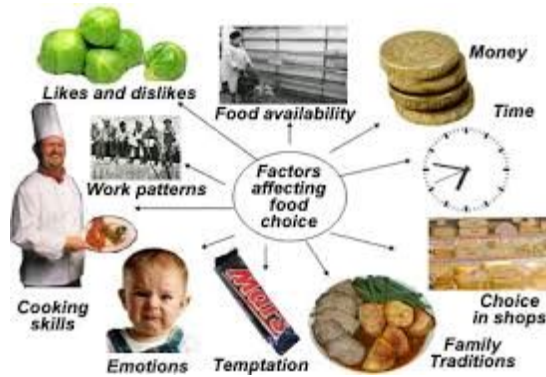 Likes and dislikes
Food availability
Money
Time
Work patterns
Factors
affecting
food
choice
Cooking
skills
Emotions
Mars
Temptation
Family
Traditions
Choice
in shops